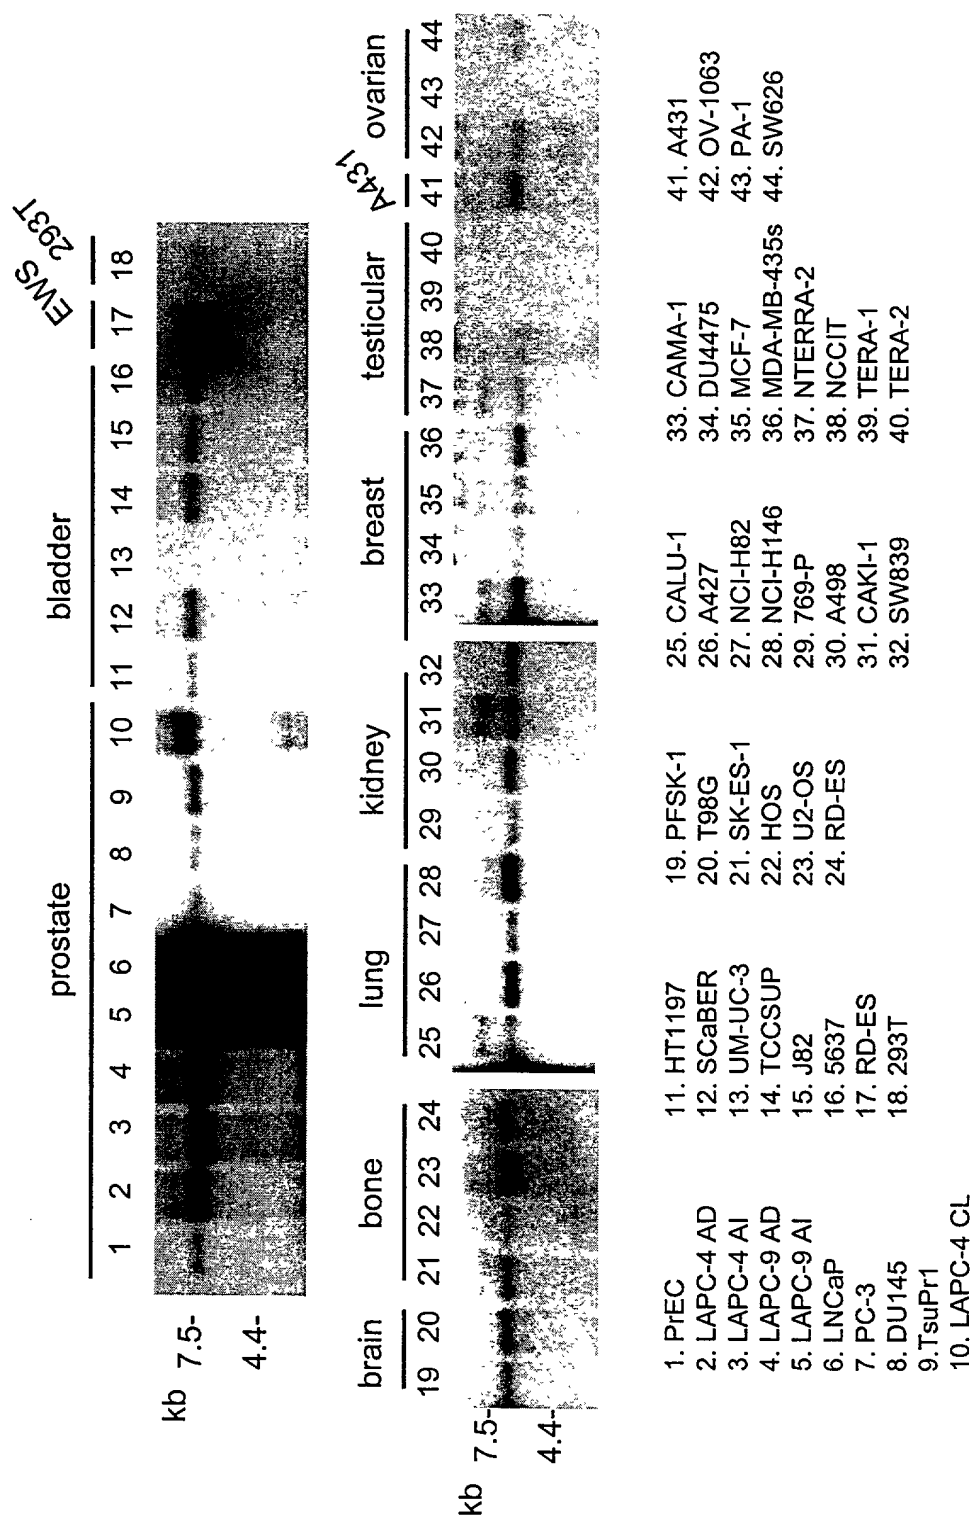 prostate bladder EWS 293T
1 2 3 4 5 6 7 8 9 10 11 12 13 14 15 16 17 18
kb
7.5-
4.4-
brain bone lung kidney breast testicular A431 ovarian
19 20 21 22 23 24 25 26 27 28 29 30 31 32 33 34 35 36 37 38 39 40 41 42 43 44
kb
7.5-
4.4-
1. PrEC
2. LAPC-4 AD
3. LAPC-4 AI
4. LAPC-9 AD
5. LAPC-9 AI
6. LNCaP
7. PC-3
8. DU145
9.TsuPr1
10. LAPC-4 CL
11. HT1197
12. SCaBER
13. UM-UC-3
14. TCCSUP
15. J82
16. 5637
17. RD-ES
18. 293T
19. PFSK-1
20. T98G
21. SK-ES-1
22. HOS
23. U2-OS
24. RD-ES
25. CALU-1
26. A427
27. NCI-H82
28. NCI-H146
29. 769-P
30. A498
31. CAKI-1
32. SW839
33. CAMA-1
34. DU4475
35. MCF-7
36. MDA-MB-435s
37. NTERRA-2
38. NCCIT
39. TERA-1
40. TERA-2
41. A431
42. OV-1063
43. PA-1
44. SW626